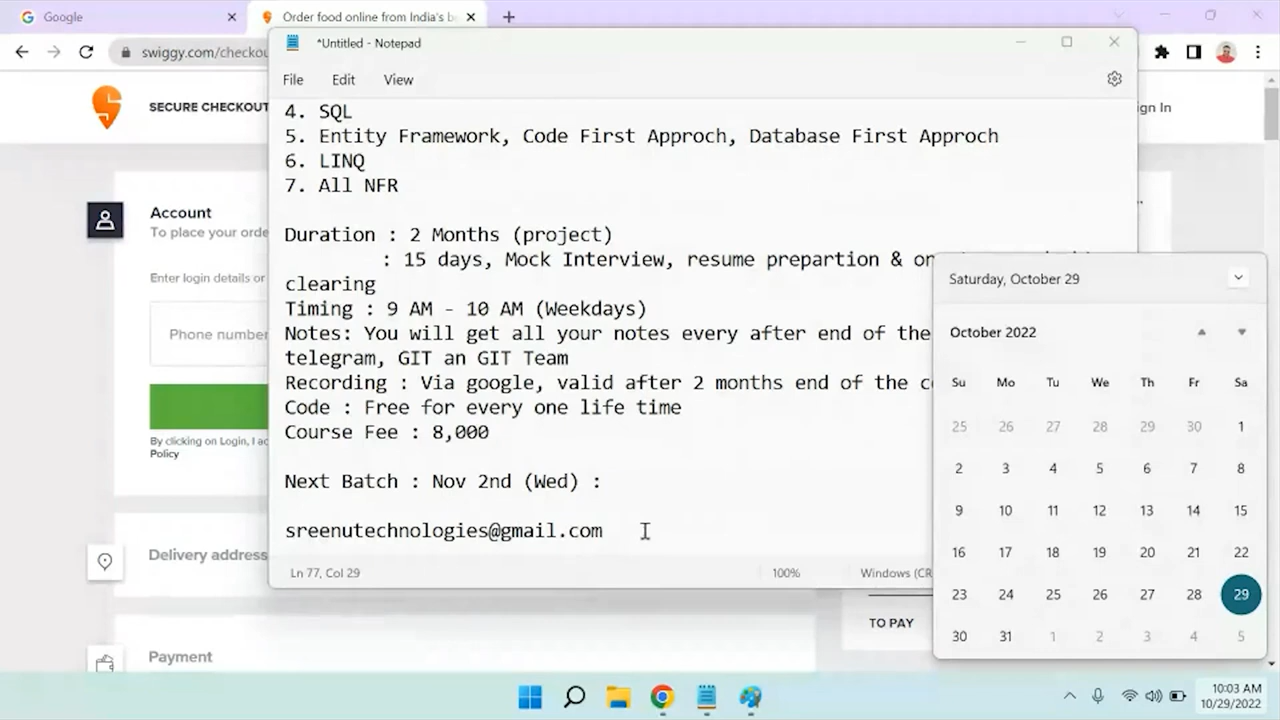 Google
Order food online from India's b
swiggy.com/checkou
*Untitled - Notepad
File Edit View
SECURE CHECKOUT
gn In
4. SQL
5. Entity Framework, Code First Approch, Database First Approch
6. LINQ
7. All NFR
Account
To place your orde
Enter login details or
Phone number
By clicking on Login, I ac
Policy
Duration : 2 Months (project)
: 15 days, Mock Interview, resume prepartion & on
clearing
Timing : 9 AM - 10 AM (Weekdays)
Notes: You will get all your notes every after end of the
telegram, GIT an GIT Team
Recording : Via google, valid after 2 months end of the c
Code : Free for every one life time
Course Fee : 8,000
Next Batch : Nov 2nd (Wed) :
sreenutechnologies@gmail.com
Ln 77, Col 29 100% Windows (CR
Delivery address
Payment
TO PAY
Saturday, October 29
October 2022
Su Mo Tu We Th Fr Sa
25 26 27 28 29 30 1
2 3 4 5 6 7 8
9 10 11 12 13 14 15
16 17 18 19 20 21 22
23 24 25 26 27 28 29
30 31 1 2 3 4 5
10:03 AM
10/29/2022